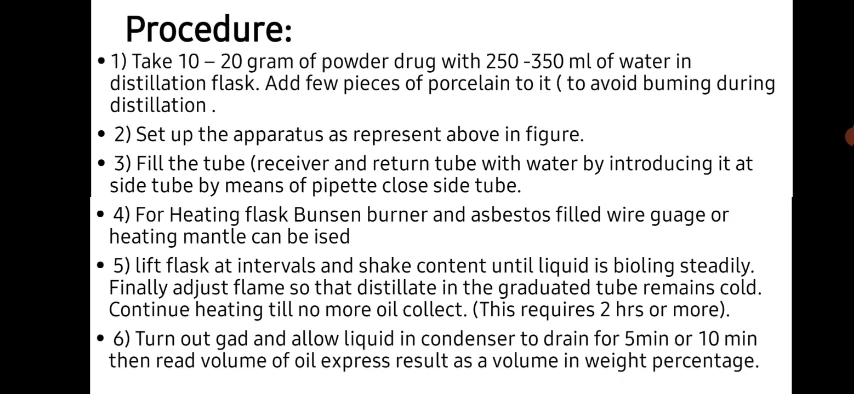 Procedure:
• 1) Take 10 – 20 gram of powder drug with 250 -350 ml of water in
distillation flask. Add few pieces of porcelain to it ( to avoid buming during
distillation .
• 2) Set up the apparatus as represent above in figure.
• 3) Fill the tube (receiver and return tube with water by introducing it at
side tube by means of pipette close side tube.
• 4) For Heating flask Bunsen burner and asbestos filled wire guage or
heating mantle can be ised
• 5) lift flask at intervals and shake content until liquid is bioling steadily.
Finally adjust flame so that distillate in the graduated tube remains cold.
Continue heating till no more oil collect. (This requires 2 hrs or more).
• 6) Turn out gad and allow liquid in condenser to drain for 5min or 10 min
then read volume of oil express result as a volume in weight percentage.